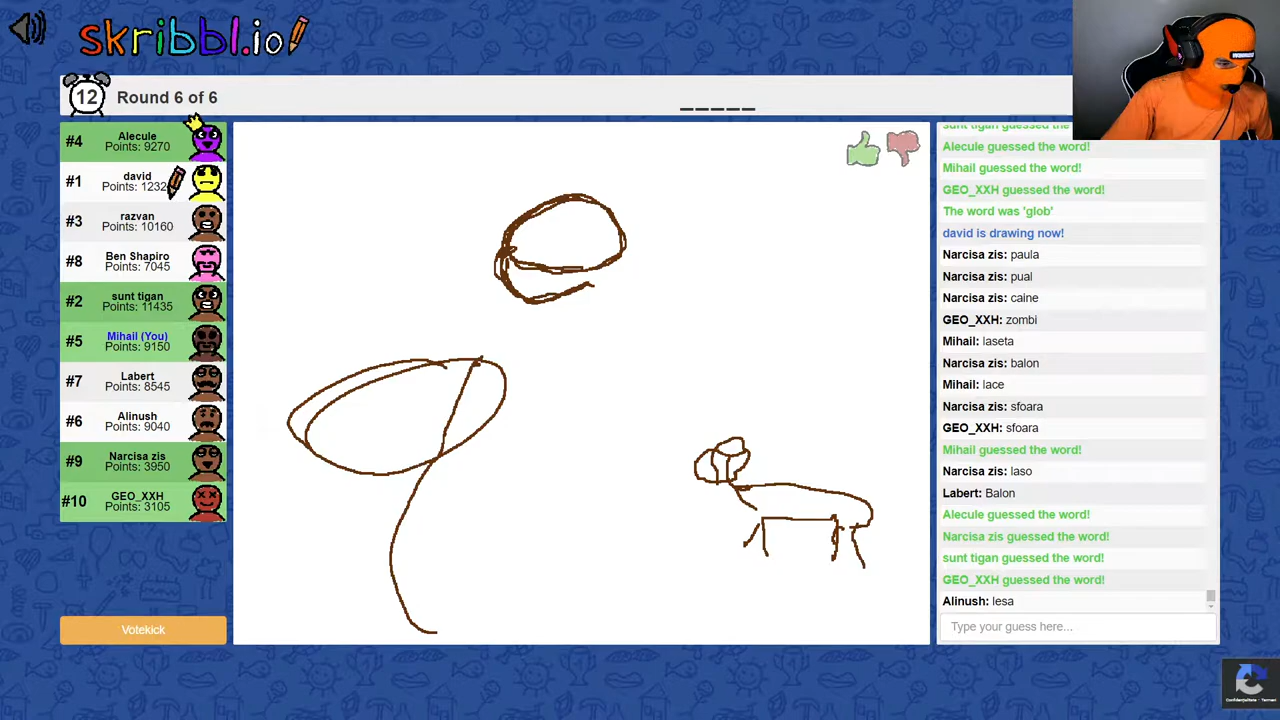 skribbl.io
12
Round 6 of 6
_____
#4 Alecule
Points: 9270
#1 david
Points: 1232
#3 razvan
Points: 10160
#8 Ben Shapiro
Points: 7045
#2 sunt tigan
Points: 11435
#5 Mihail (You)
Points: 9150
#7 Labert
Points: 8545
#6 Alinush
Points: 9040
#9 Narcisa zis
Points: 3950
#10 GEO_XXH
Points: 3105
Votekick
sunt tigan guessed the
Alecule guessed the word!
Mihail guessed the word!
GEO_XXH guessed the word!
The word was 'glob'
david is drawing now!
Narcisa zis: paula
Narcisa zis: pual
Narcisa zis: caine
GEO_XXH: zombi
Mihail: laseta
Narcisa zis: balon
Mihail: lace
Narcisa zis: sfoara
GEO_XXH: sfoara
Mihail guessed the word!
Narcisa zis: laso
Labert: Balon
Alecule guessed the word!
Narcisa zis guessed the word!
sunt tigan guessed the word!
GEO_XXH guessed the word!
Alinush: lesa
Type your guess here...